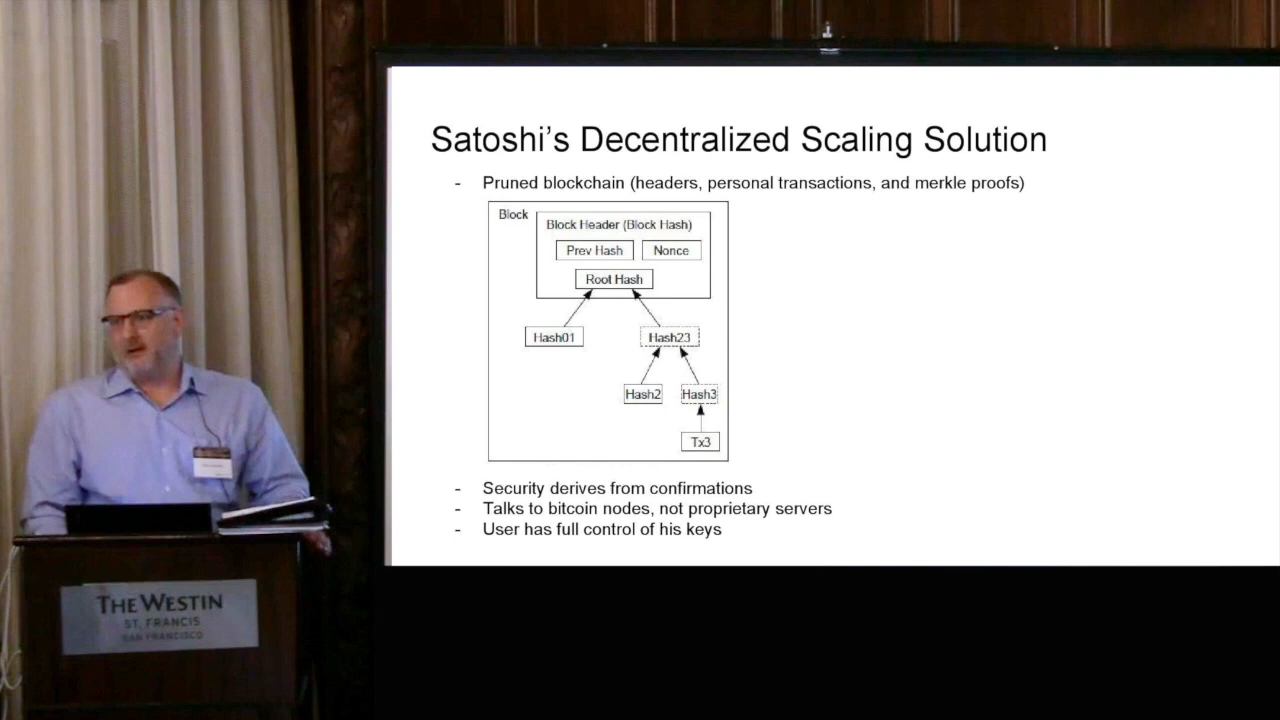 Satoshi's Decentralized Scaling Solution
- Pruned blockchain (headers, personal transactions, and merkle proofs)
Block
Block Header (Block Hash)
Prev Hash Nonce
Root Hash
Hash01 Hash23
Hash2 Hash3
Tx3
- Security derives from confirmations
- Talks to bitcoin nodes, not proprietary servers
- User has full control of his keys
THE WESTIN
ST. FRANCIS
SAN FRANCISCO